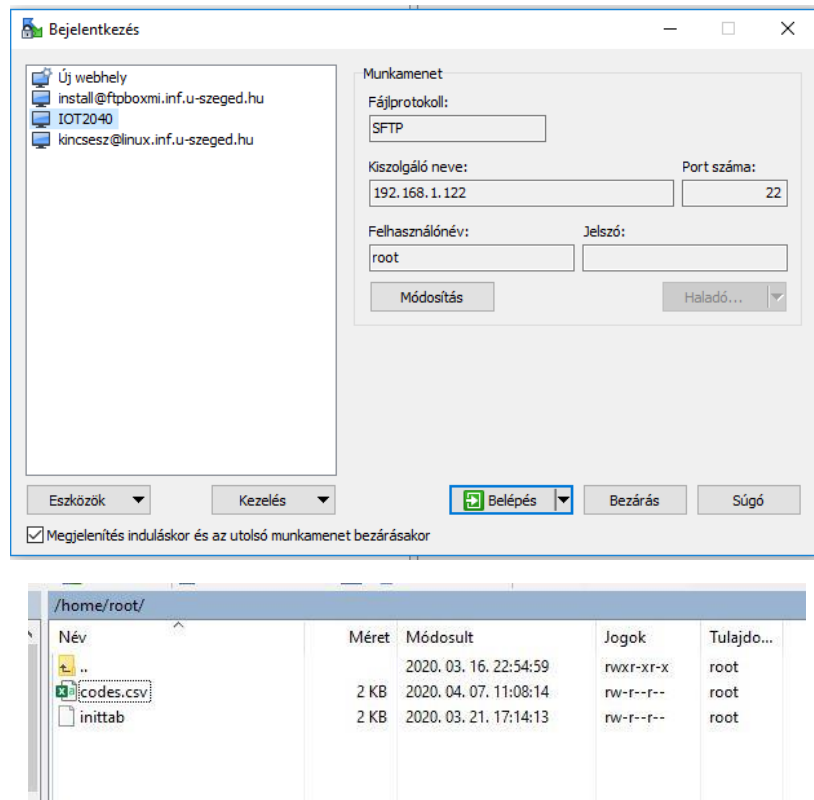 Bejelentkezés
Új webhely
install@ftpboxmi.inf.u-szeged.hu
IOT2040
kincsesz@linux.inf.u-szeged.hu
Munkamenet
Fájlprotokoll:
SFTP
Kiszolgáló neve: Port száma:
192.168.1.122 22
Felhasználónév: Jelszó:
root
Módosítás Haladó...
Eszközök Kezelés Belépés Bezárás Súgó
Megjelenítés induláskor és az utolsó munkamenet bezárásakor
/home/root/
Név Méret Módosult Jogok Tulajdo...
.. 2020. 03. 16. 22:54:59 rwxr-xr-x root
codes.csv 2 KB 2020. 04. 07. 11:08:14 rw-r--r-- root
inittab 2 KB 2020. 03. 21. 17:14:13 rw-r--r-- root